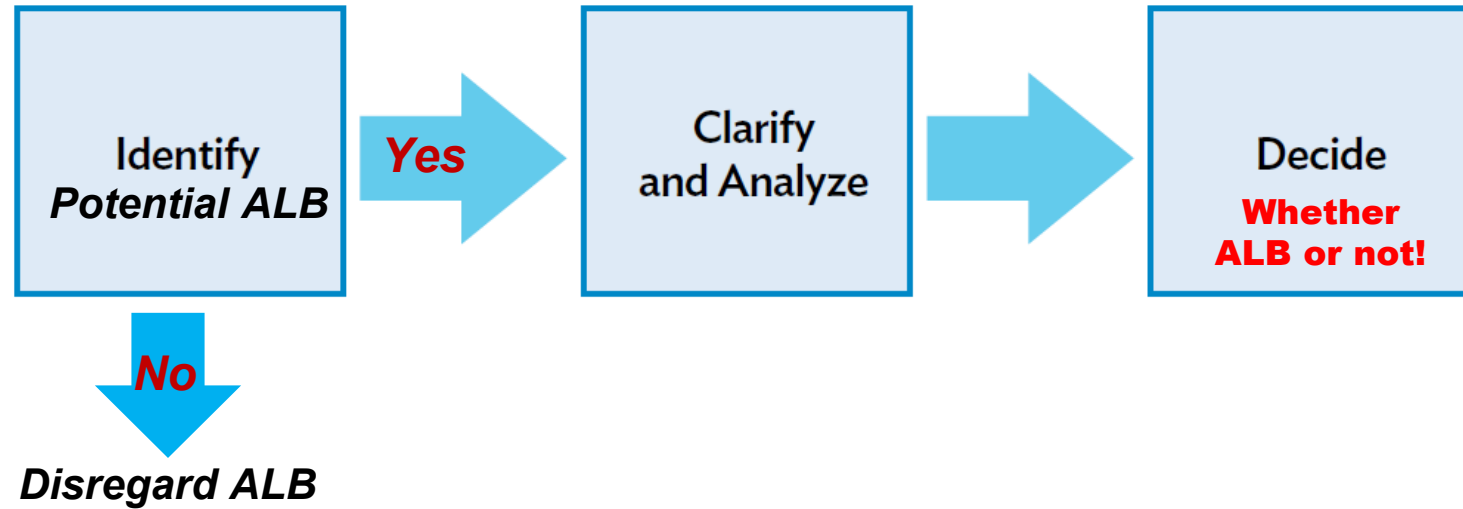 Identify
Potential ALB
Yes
Clarify
and Analyze
Decide
Whether
ALB or not!
No
Disregard ALB